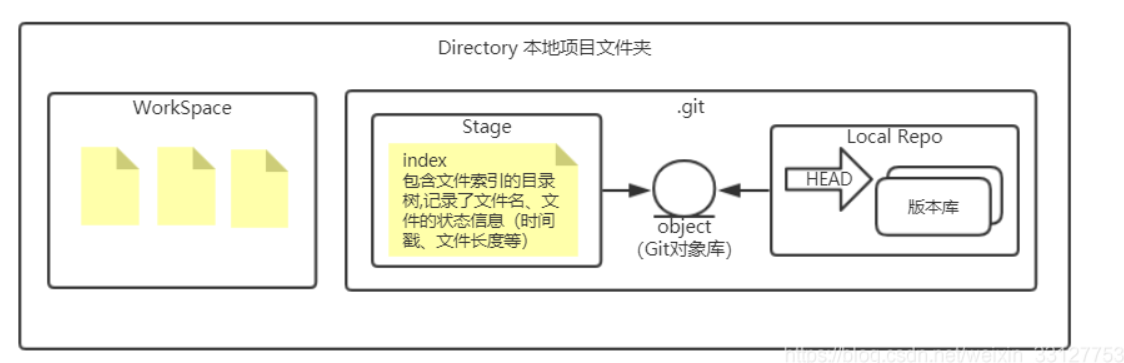 Directory 本地项目文件夹
WorkSpace
.git
Stage
Local Repo
index
包含文件索引的目录
树,记录了文件名、文
件的状态信息（时间
戳、文件长度等）
object
(Git对象库)
HEAD
版本库
https://blog.csdn.net/weixin_33127753